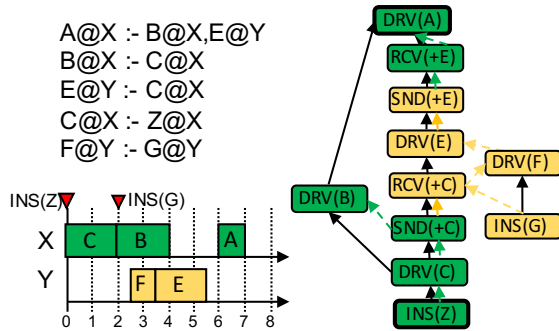 A@X :- B@X,E@Y
B@X :- C@X
E@Y :- C@X
C@X :- Z@X
F@Y :- G@Y
INS(Z)
INS(G)
X
C
B
A
Y
F
E
0 1 2 3 4 5 6 7 8
DRV(A)
RCV(+E)
SND(+E)
DRV(E)
DRV(F)
RCV(+C)
DRV(B)
INS(G)
SND(+C)
DRV(C)
INS(Z)